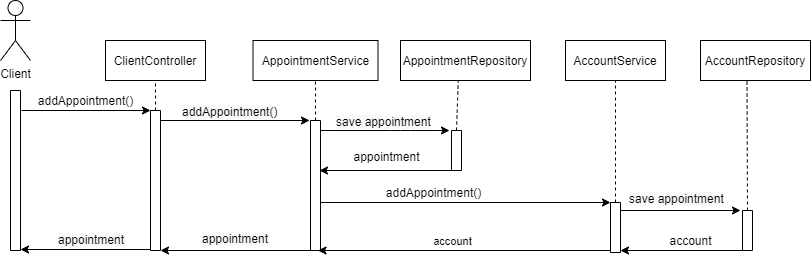 ClientController
AppointmentService
AppointmentRepository
AccountService
AccountRepository
Client
addAppointment()
addAppointment()
save appointment
appointment
addAppointment()
save appointment
appointment
appointment
account
account